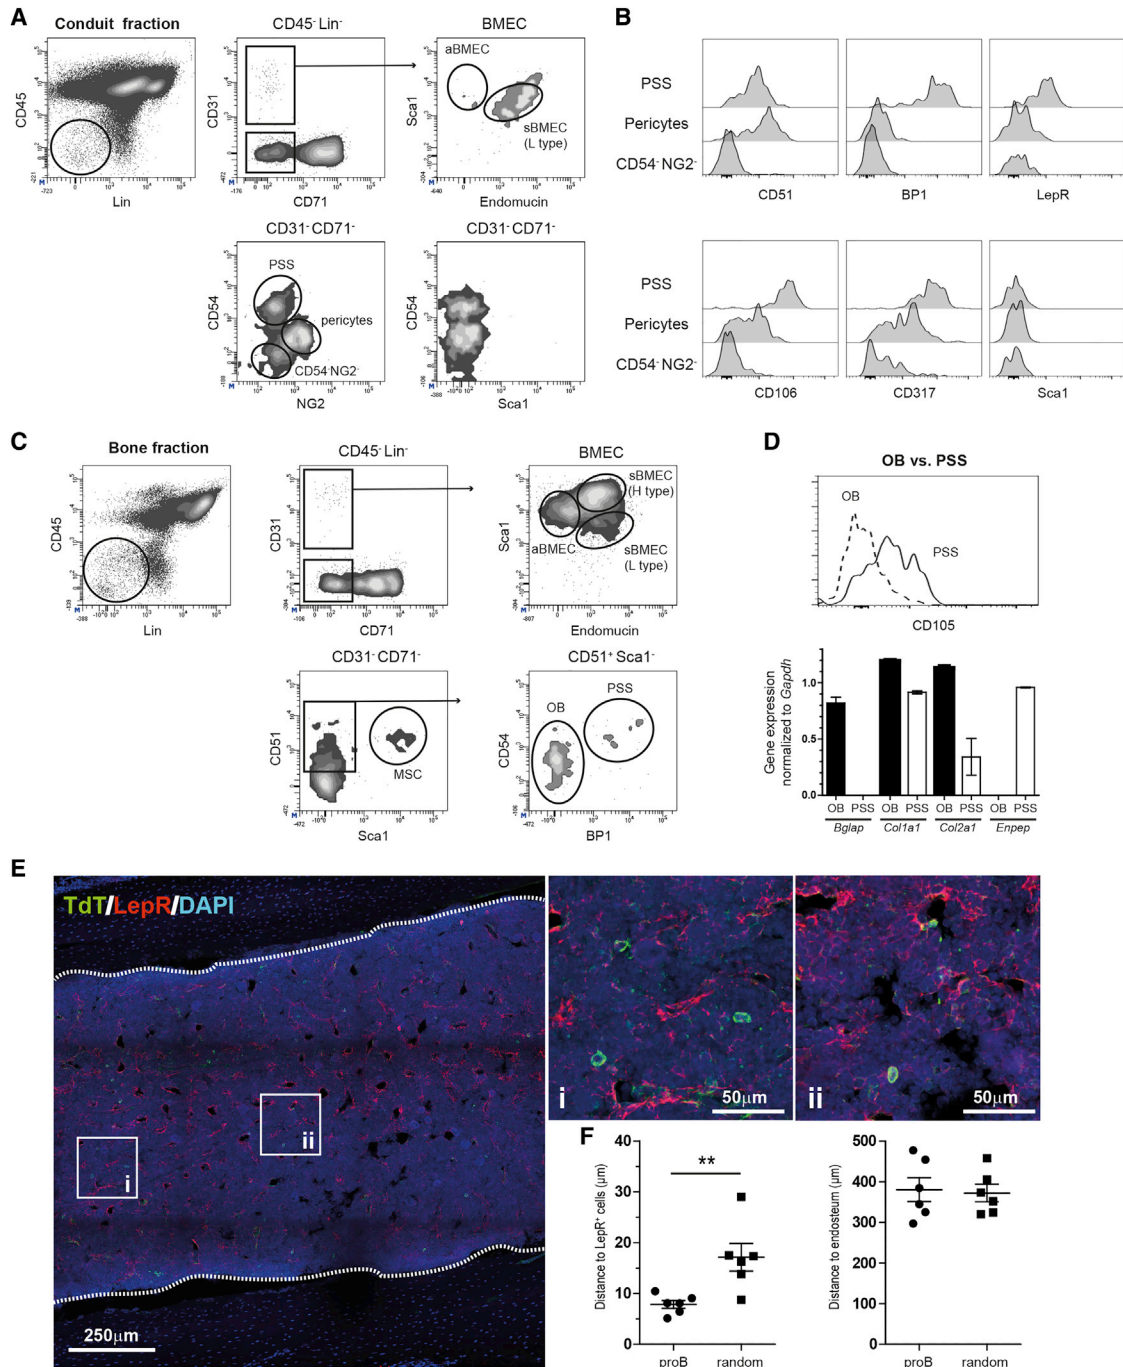 A
Conduit fraction
CD45
Lin
CD45- Lin-
CD31
CD71
BMEC
aBMEC
sBMEC
(L type)
Sca1
Endomucin
CD31- CD71-
PSS
pericytes
CD54- NG2-
CD54
NG2
CD31- CD71-
CD54
Sca1
B
PSS
Pericytes
CD54- NG2-
CD51
BP1
LepR
PSS
Pericytes
CD54- NG2-
CD106
CD317
Sca1
C
Bone fraction
CD45
Lin
CD45- Lin-
CD31
CD71
BMEC
sBMEC
(H type)
aBMEC
sBMEC
(L type)
Sca1
Endomucin
CD31- CD71-
CD51
MSC
Sca1
CD51+ Sca1-
OB
PSS
CD54
BP1
D
OB vs. PSS
OB
PSS
CD105
Gene expression
normalized to Gapdh
1.0
0.5
0.0
OB PSS OB PSS OB PSS OB PSS
Bglap Col1a1 Col2a1 Enpep
E
TdT/LepR/DAPI
i
ii
250µm
i
50µm
ii
50µm
F
Distance to LepR+ cells (µm)
40
30
20
10
0
**
proB random
Distance to endosteum (µm)
500
400
300
200
100
0
proB random